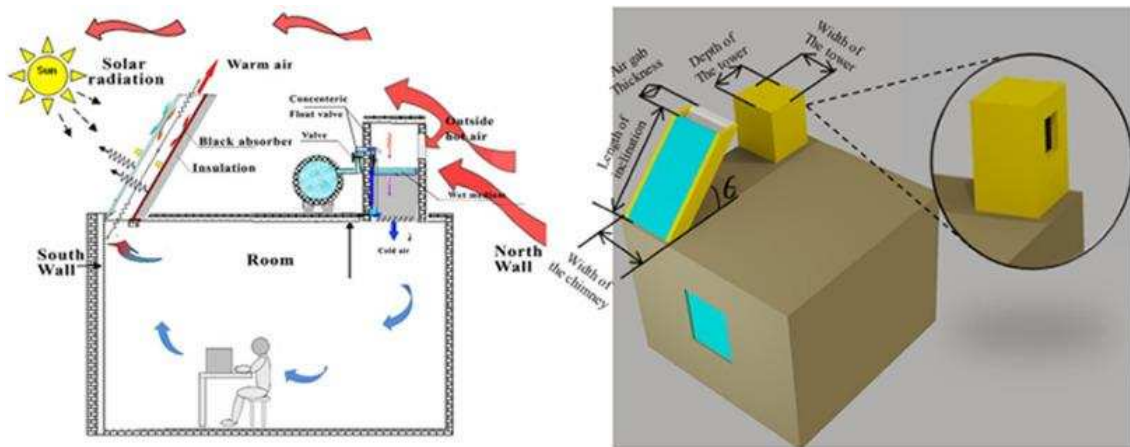 Sun
Solar
radiation
Warm air
Concenteric
Float valve
Valve
Outside
hot air
Black absorber
Insulation
Wet medium
Cold air
South
Wall
Room
North
Wall
Air gab
Thickness
Depth of
The tower
Width of
The tower
Length of
inclination
Width of
the chimney